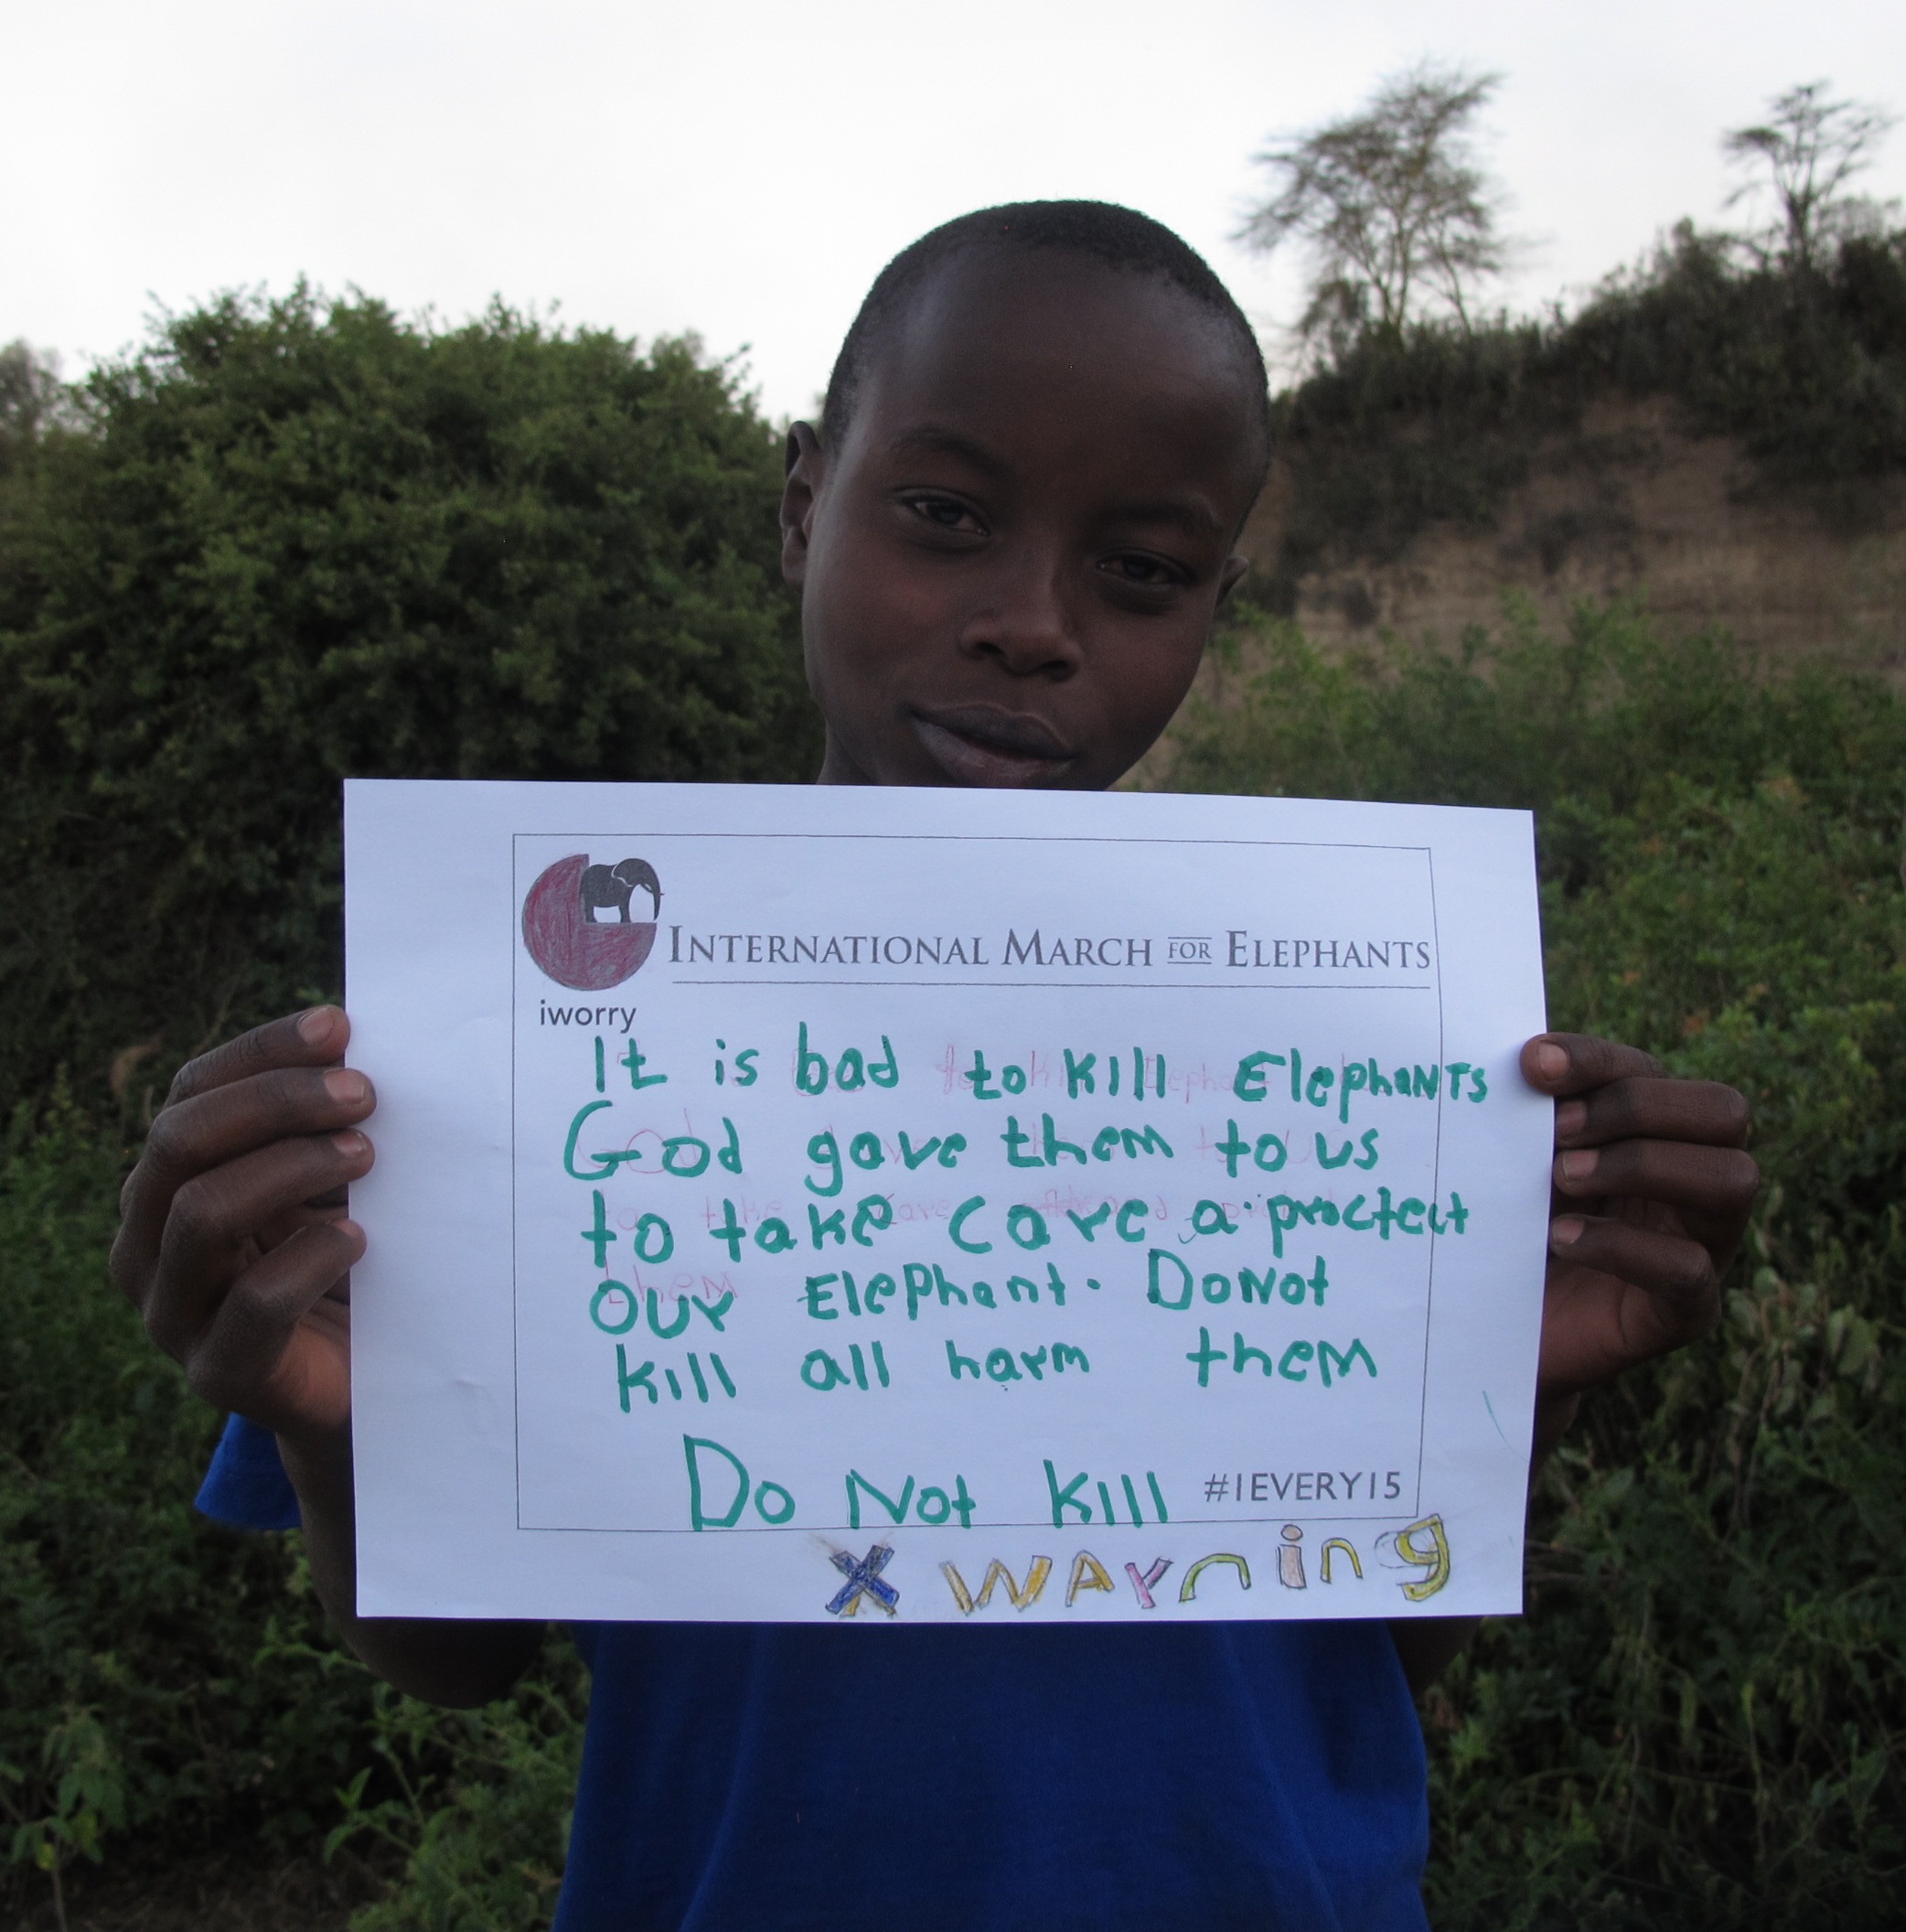 INTERNATIONAL MARCH FOR ELEPHANTS
iworry
It is bad to kill ElephaNTs
God gave them to us
to take care a proctect
our Elephant. DoNot
kill all harm them
Do Not kill #1EVERY15
X WArning